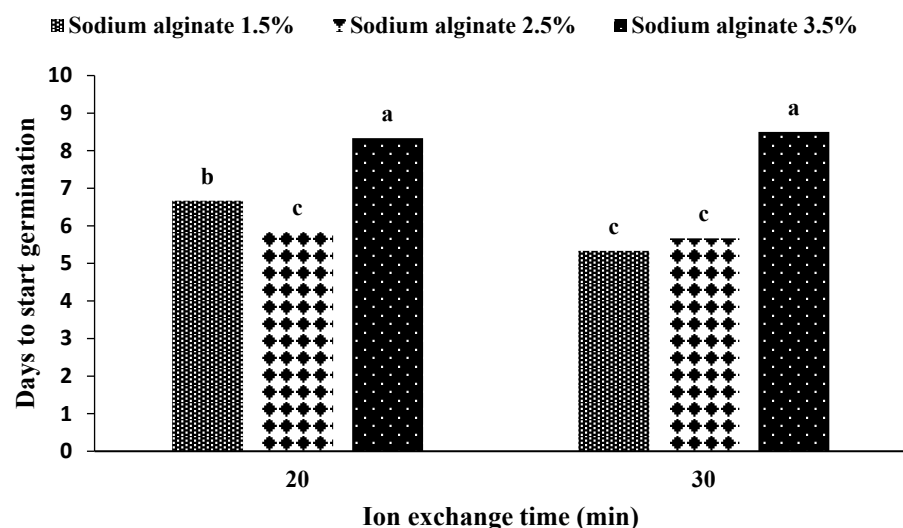 Sodium alginate 1.5% Sodium alginate 2.5% Sodium alginate 3.5%
10
9
8
7
6
5
4
3
2
1
0
Days to start germination
b
c
a
c
c
a
20 30
Ion exchange time (min)